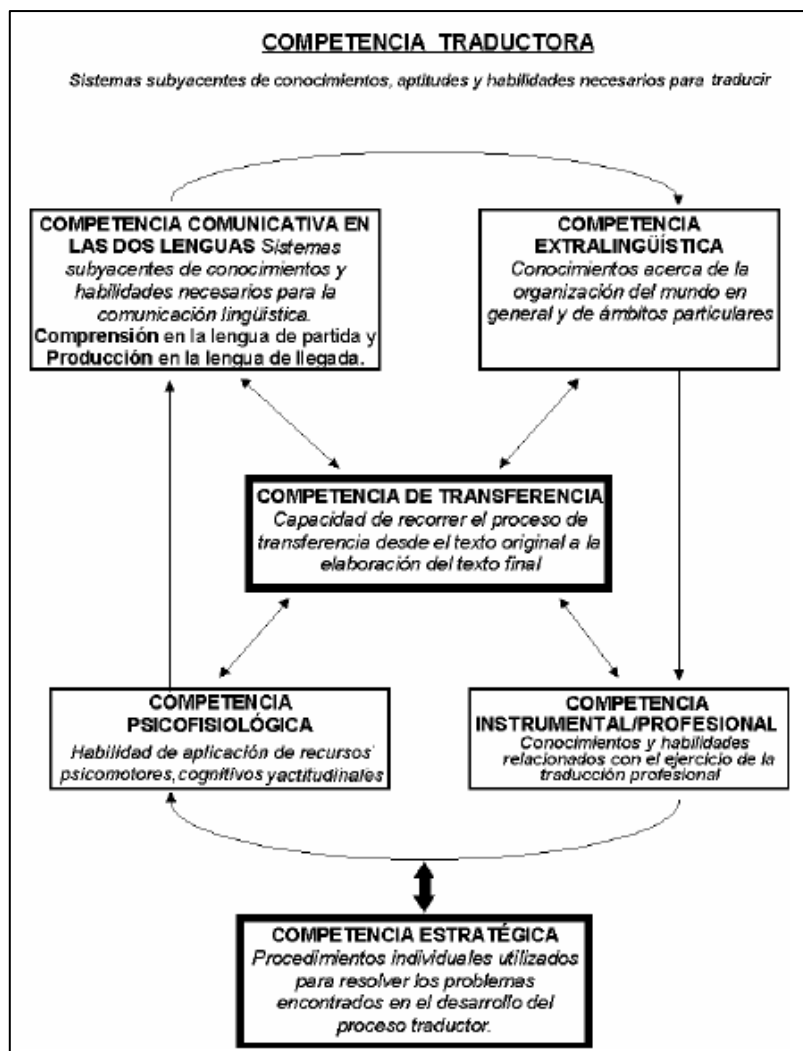 COMPETENCIA TRADUCTORA
Sistemas subyacentes de conocimientos, aptitudes y habilidades necesarios para traducir
COMPETENCIA COMUNICATIVA EN
LAS DOS LENGUAS Sistemas
subyacentes de conocimientos y
habilidades necesarios para la
comunicación lingüística.
Comprensión en la lengua de partida y
Producción en la lengua de llegada.
COMPETENCIA
EXTRALINGÜÍSTICA
Conocimientos acerca de la
organización del mundo en
general y de ámbitos particulares
COMPETENCIA DE TRANSFERENCIA
Capacidad de recorrer el proceso de
transferencia desde el texto original a la
elaboración del texto final
COMPETENCIA
PSICOFISIOLÓGICA
Habilidad de aplicación de recursos
psicomotores, cognitivos yactitudinales
COMPETENCIA
INSTRUMENTAL/PROFESIONAL
Conocimientos y habilidades
relacionados con el ejercicio de la
traducción profesional
COMPETENCIA ESTRATÉGICA
Procedimientos individuales utilizados
para resolver los problemas
encontrados en el desarrollo del
proceso traductor.